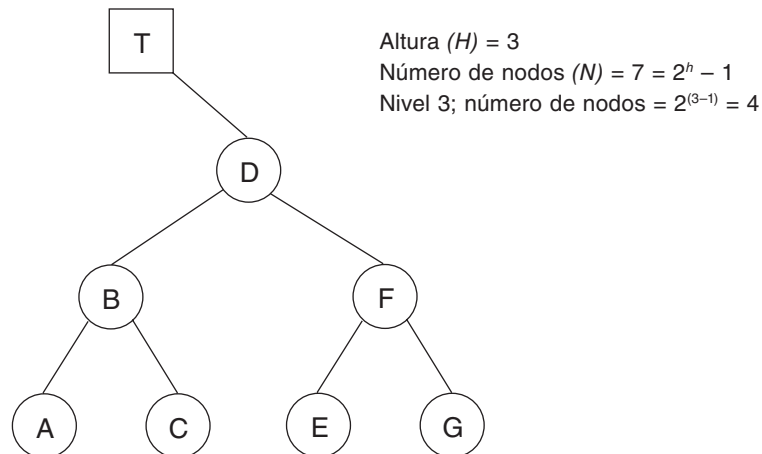 T
Altura (H) = 3
Número de nodos (N) = 7 = 2^h – 1
Nivel 3; número de nodos = 2^(3–1) = 4
D
B
F
A
C
E
G